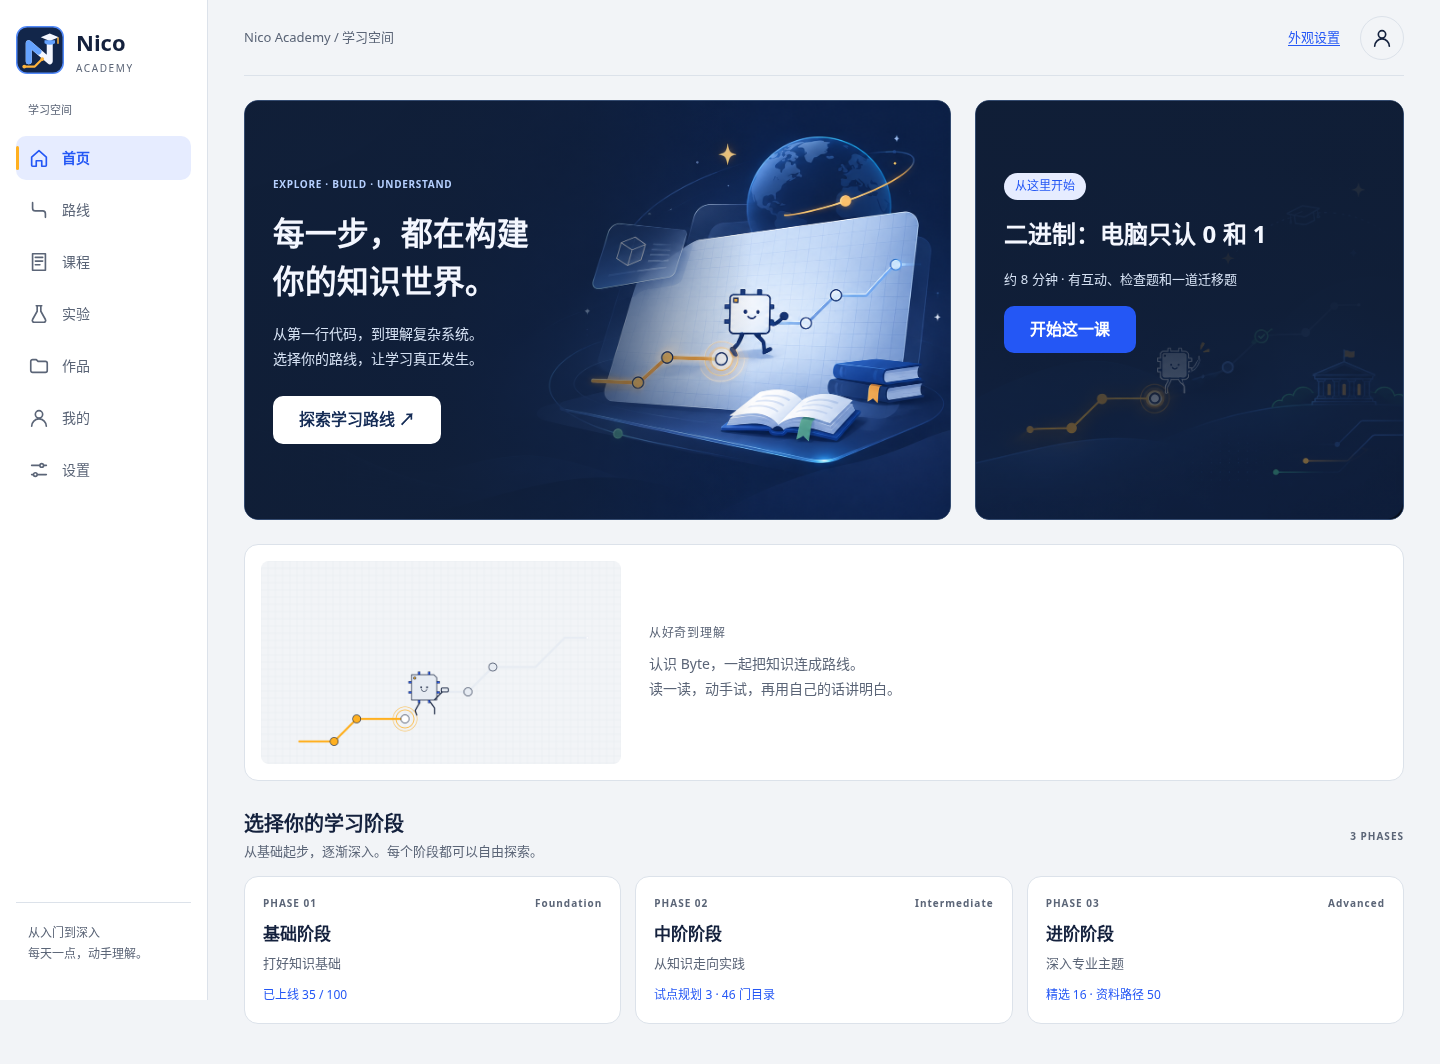 Nico
ACADEMY
学习空间
首页
路线
课程
实验
作品
我的
设置
从入门到深入
每天一点，动手理解。
Nico Academy / 学习空间
外观设置
EXPLORE · BUILD · UNDERSTAND
每一步，都在构建
你的知识世界。
从第一行代码，到理解复杂系统。
选择你的路线，让学习真正发生。
探索学习路线 ↗
从这里开始
二进制：电脑只认 0 和 1
约 8 分钟 · 有互动、检查题和一道迁移题
开始这一课
从好奇到理解
认识 Byte，一起把知识连成路线。
读一读，动手试，再用自己的话讲明白。
选择你的学习阶段
从基础起步，逐渐深入。每个阶段都可以自由探索。
3 PHASES
PHASE 01
Foundation
基础阶段
打好知识基础
已上线 35 / 100
PHASE 02
Intermediate
中阶阶段
从知识走向实践
试点规划 3 · 46 门目录
PHASE 03
Advanced
进阶阶段
深入专业主题
精选 16 · 资料路径 50